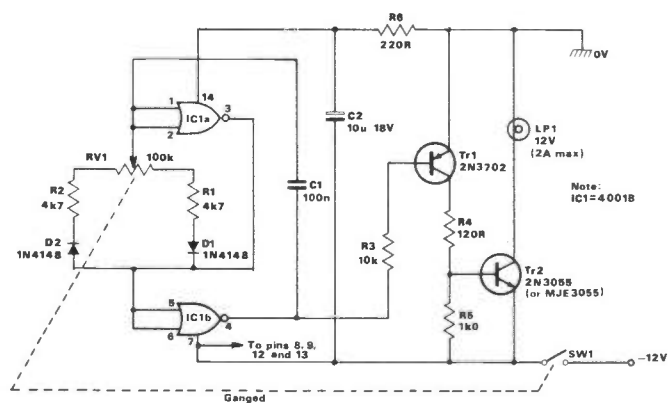 R6
220R
0V
14
1
2
IC1a
3
C2
10u 18V
LP1
12V
(2A max)
RV1
100k
Tr1
2N3702
R2
4k7
R1
4k7
C1
100n
Note:
IC1=4001B
R4
120R
R3
10k
D2
1N4148
D1
1N4148
Tr2
2N3055
(or MJE3055)
5
6
IC1b
4
7
R5
1k0
To pins 8, 9,
12 and 13
SW1
-12V
Ganged